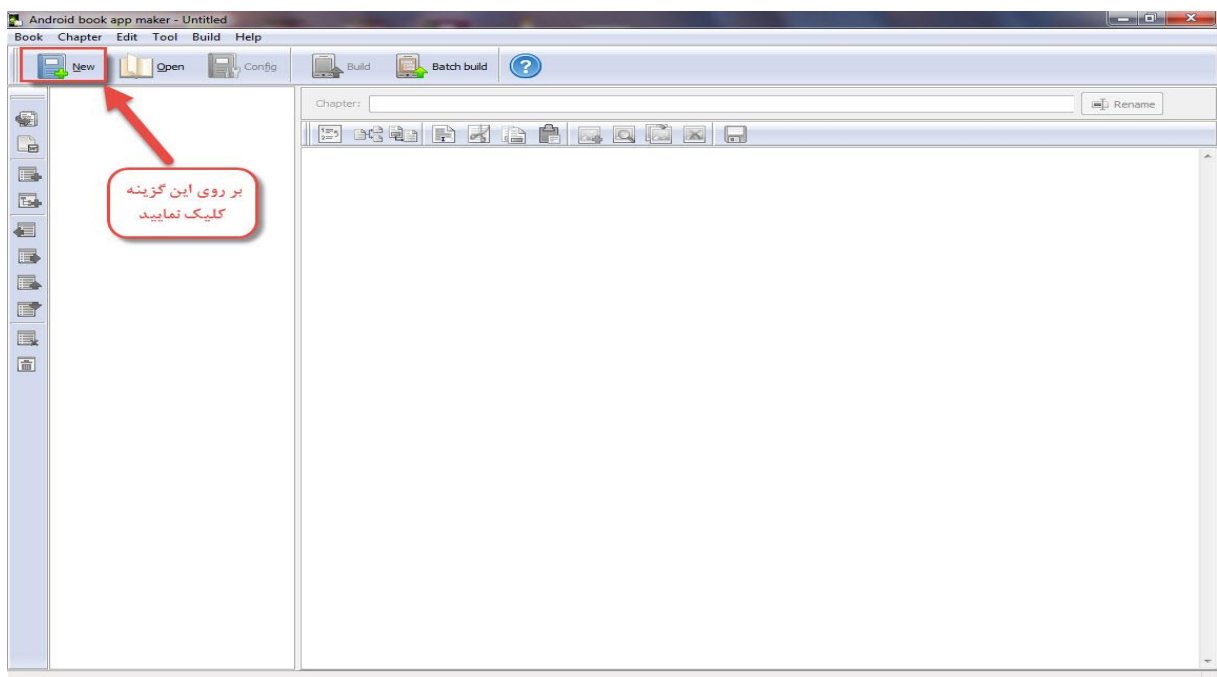 Android book app maker - Untitled
Book Chapter Edit Tool Build Help
New Open Config Build Batch build ?
Chapter: Rename
بر روی این گزینه
کلیک نمایید